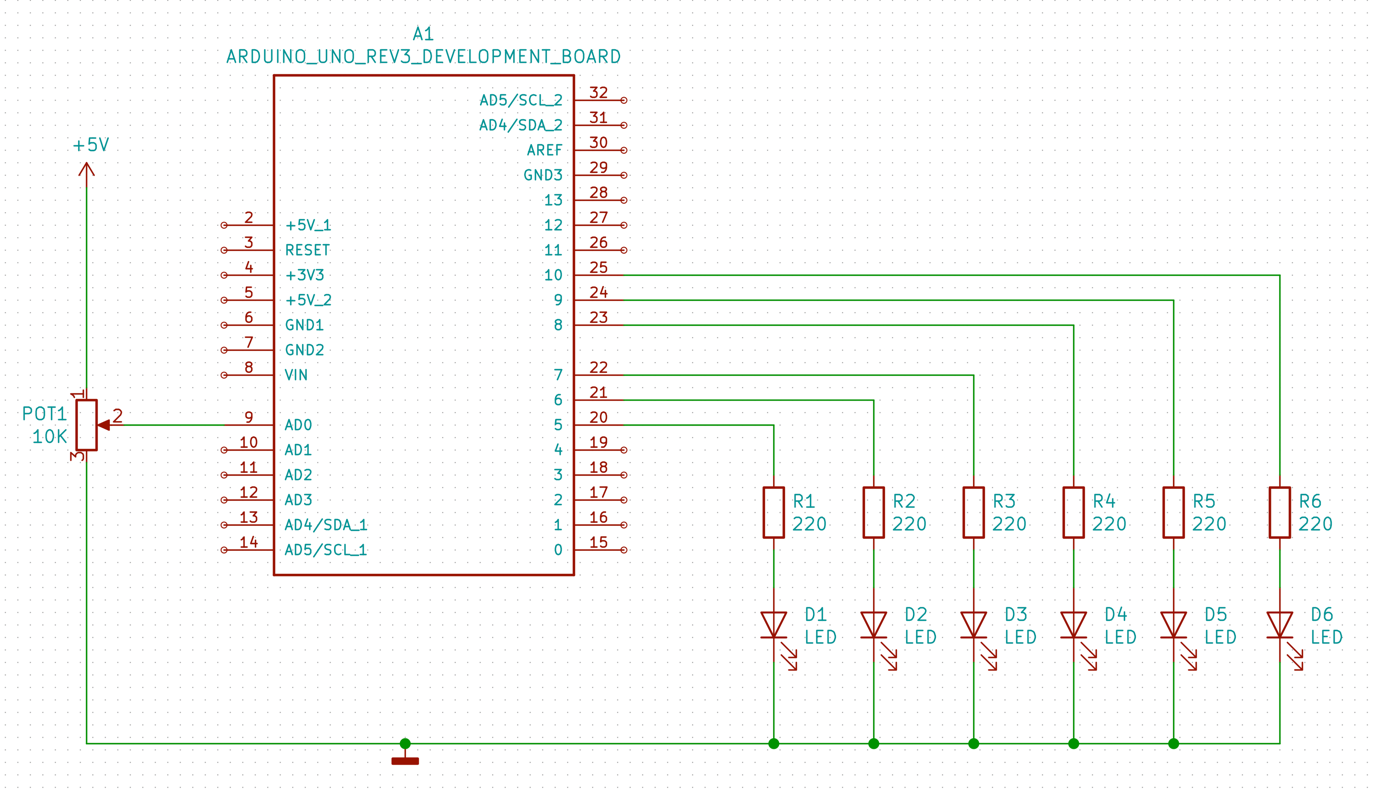 A1
ARDUINO_UNO_REV3_DEVELOPMENT_BOARD
32
AD5/SCL_2
31
AD4/SDA_2
30
AREF
29
GND3
28
13
27
12
26
11
25
10
24
9
23
8
22
7
21
6
20
5
19
4
18
3
17
2
16
1
15
0
+5V
2
+5V_1
3
RESET
4
+3V3
5
+5V_2
6
GND1
7
GND2
8
VIN
9
AD0
10
AD1
11
AD2
12
AD3
13
AD4/SDA_1
14
AD5/SCL_1
1
POT1
10K
2
3
R1
220
R2
220
R3
220
R4
220
R5
220
R6
220
D1
LED
D2
LED
D3
LED
D4
LED
D5
LED
D6
LED